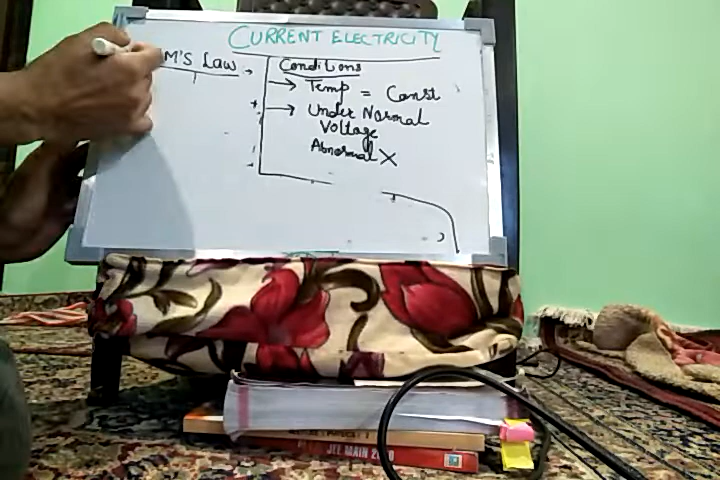 CURRENT ELECTRICITY
M'S LAW
Conditions
Temp = Const
Under Normal
Voltage
Abnormal X
JEE MAIN